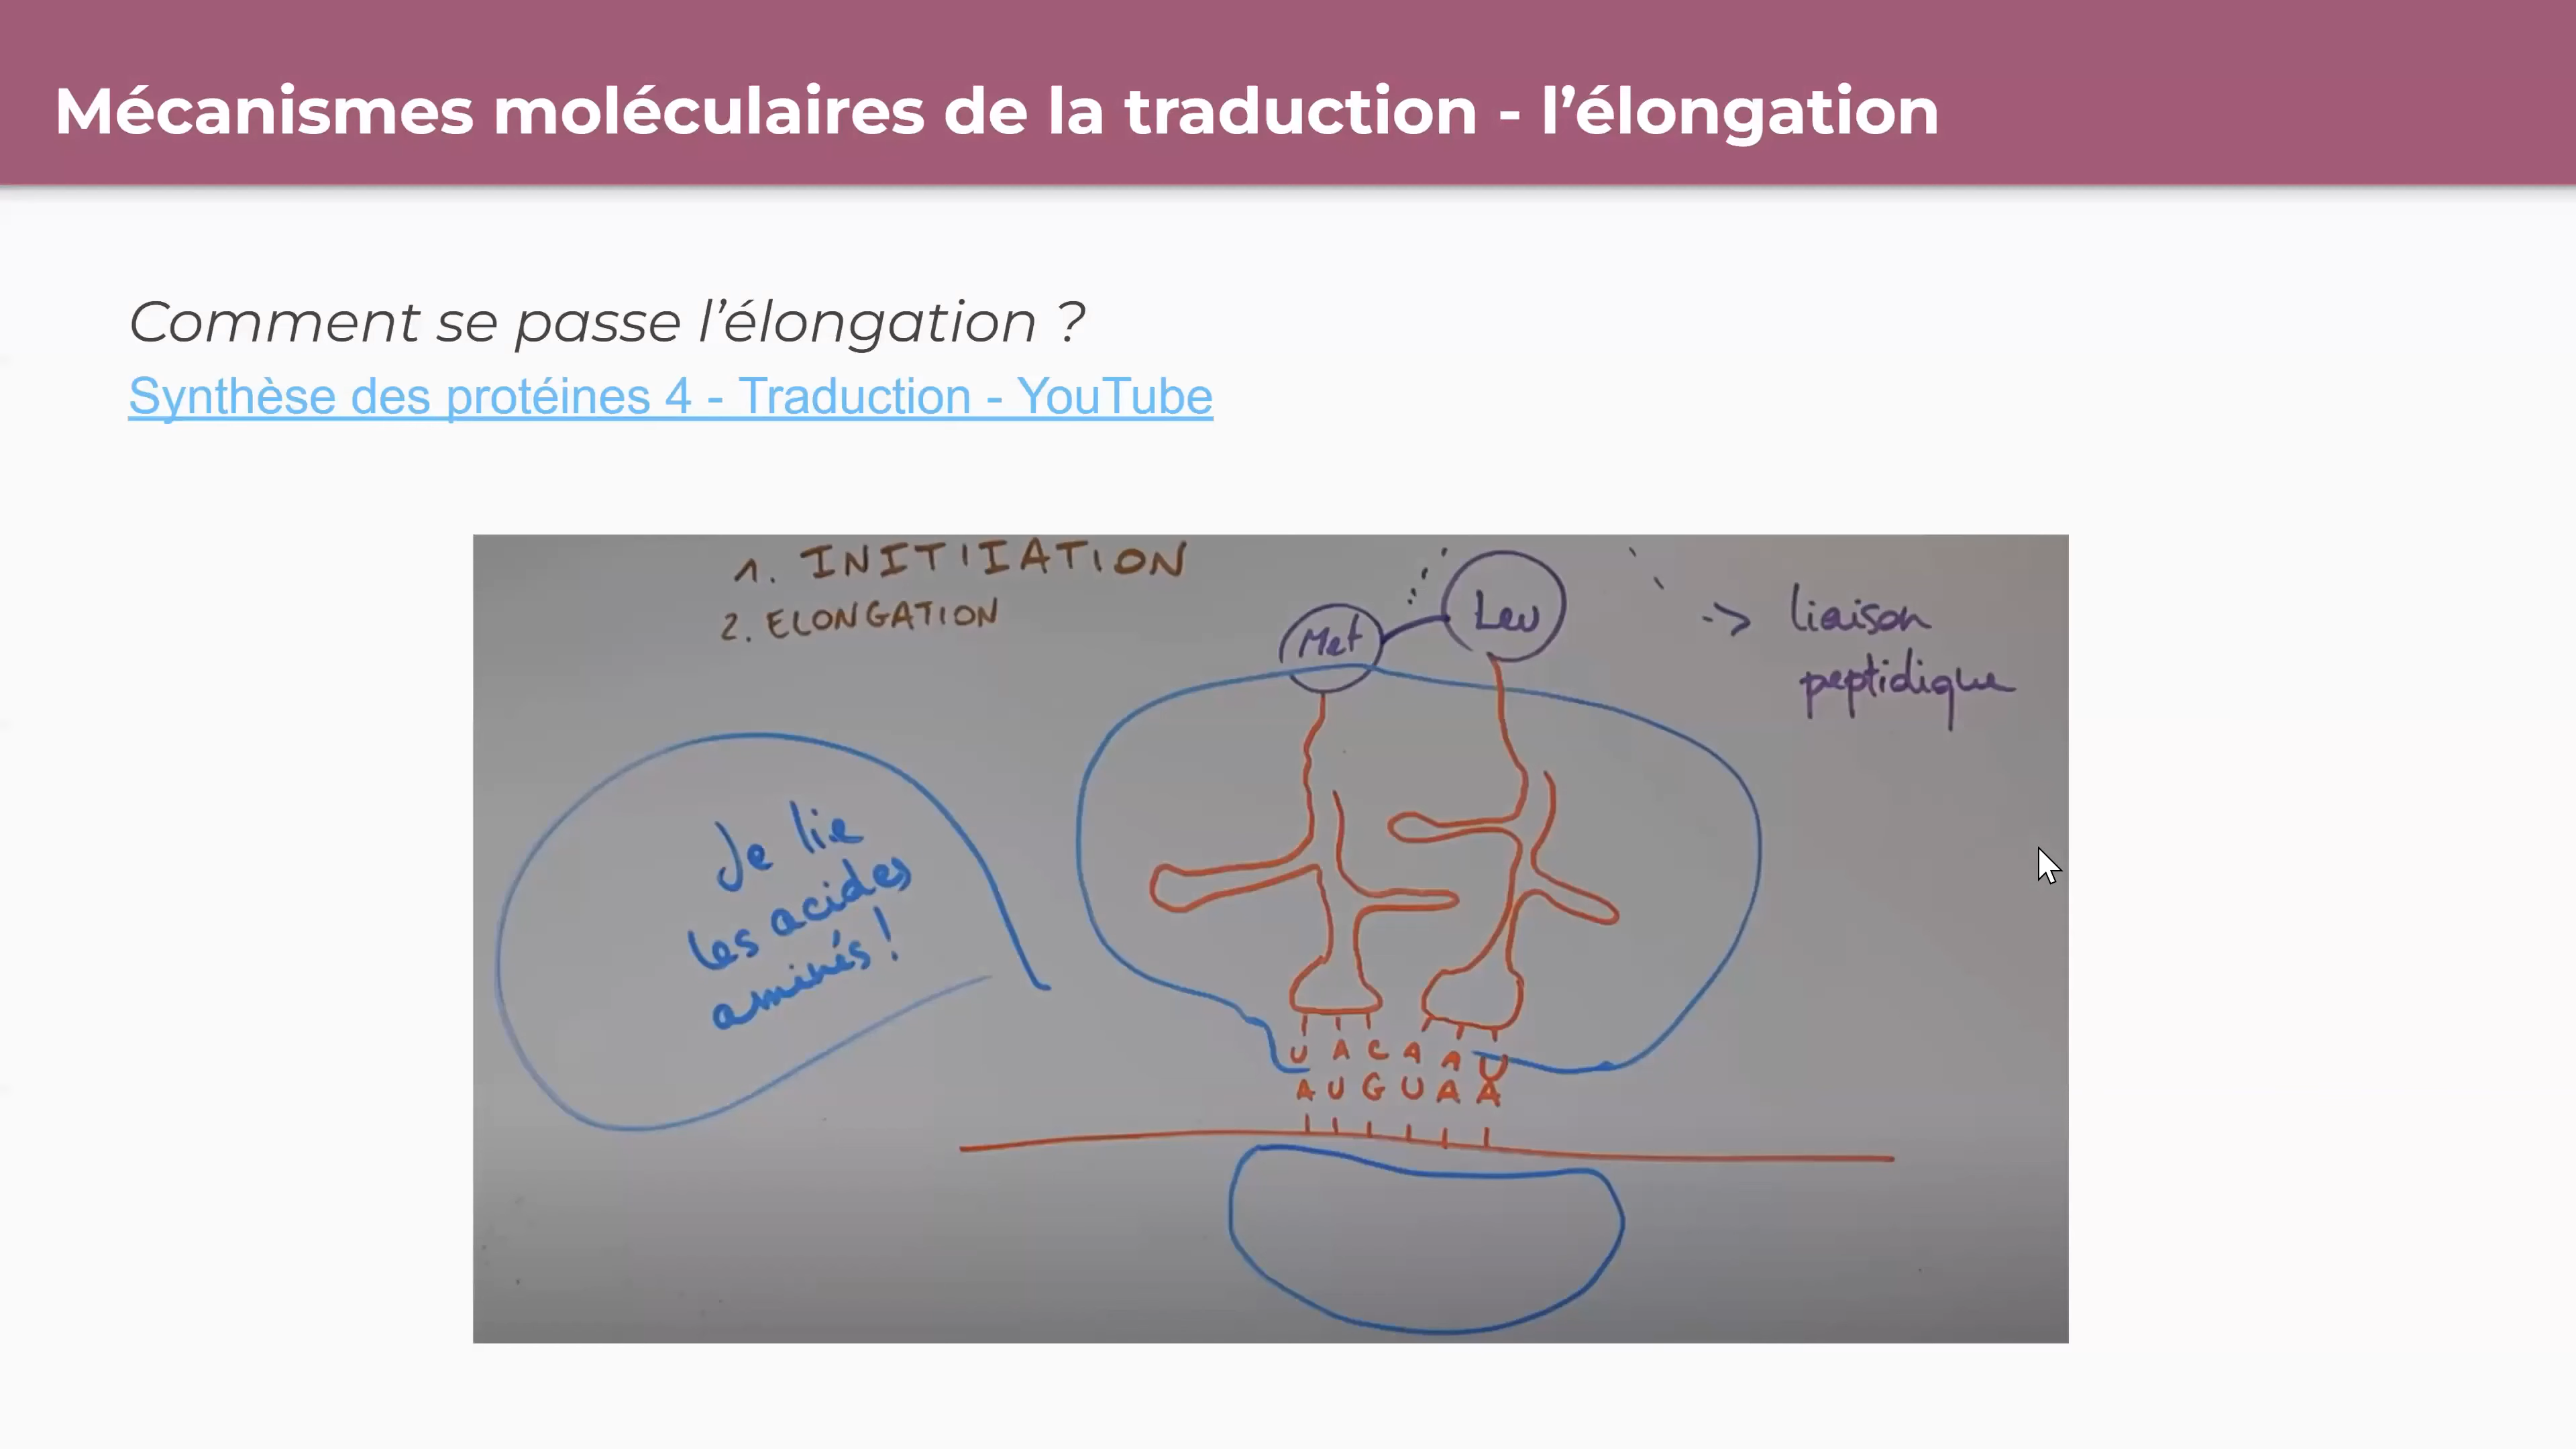 Mécanismes moléculaires de la traduction - l’élongation
Comment se passe l’élongation ?
Synthèse des protéines 4 - Traduction - YouTube
1. INITIIATION
2. ELONGATION
Met
Leu
-> liaison
peptidique
Je lie
les acides
aminés !
U A C A A U
A U G U A A